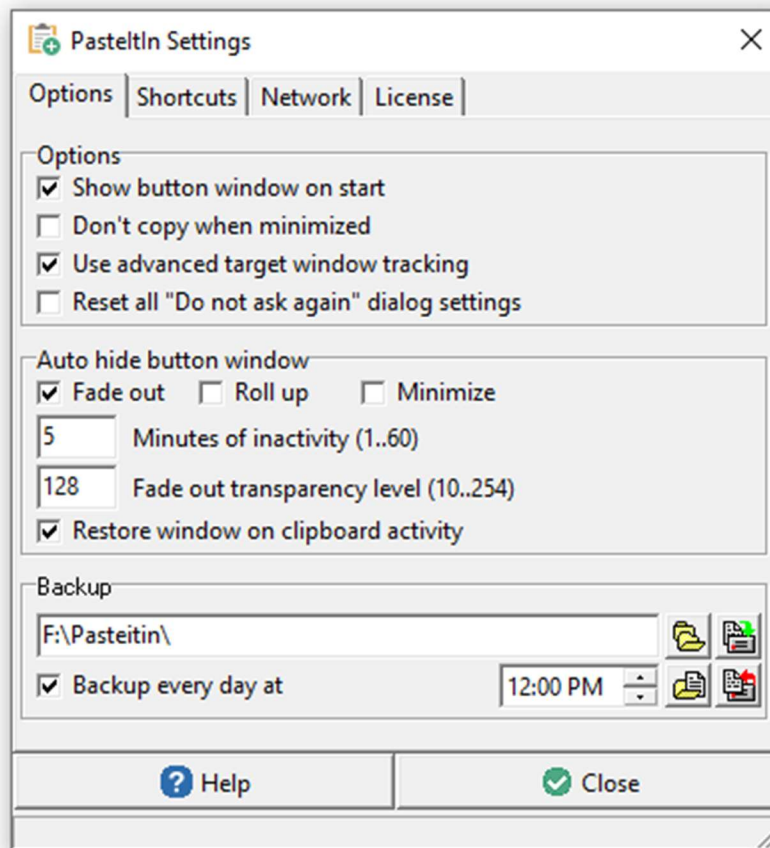 PasteItIn Settings
Options Shortcuts Network License
Options
Show button window on start
Don't copy when minimized
Use advanced target window tracking
Reset all "Do not ask again" dialog settings
Auto hide button window
Fade out Roll up Minimize
5 Minutes of inactivity (1..60)
128 Fade out transparency level (10..254)
Restore window on clipboard activity
Backup
F:\Pasteitin\
Backup every day at 12:00 PM
Help Close